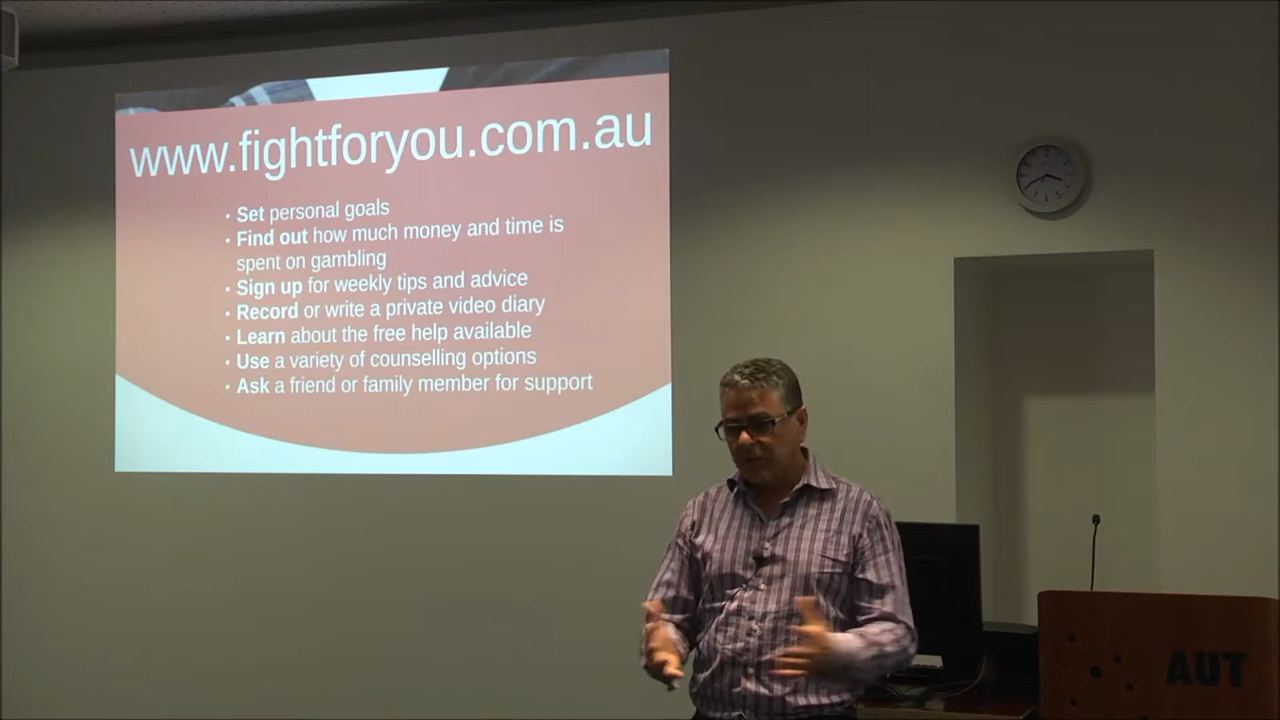 www.fightforyou.com.au
· Set personal goals
· Find out how much money and time is
spent on gambling
· Sign up for weekly tips and advice
· Record or write a private video diary
· Learn about the free help available
· Use a variety of counselling options
· Ask a friend or family member for support
AUT